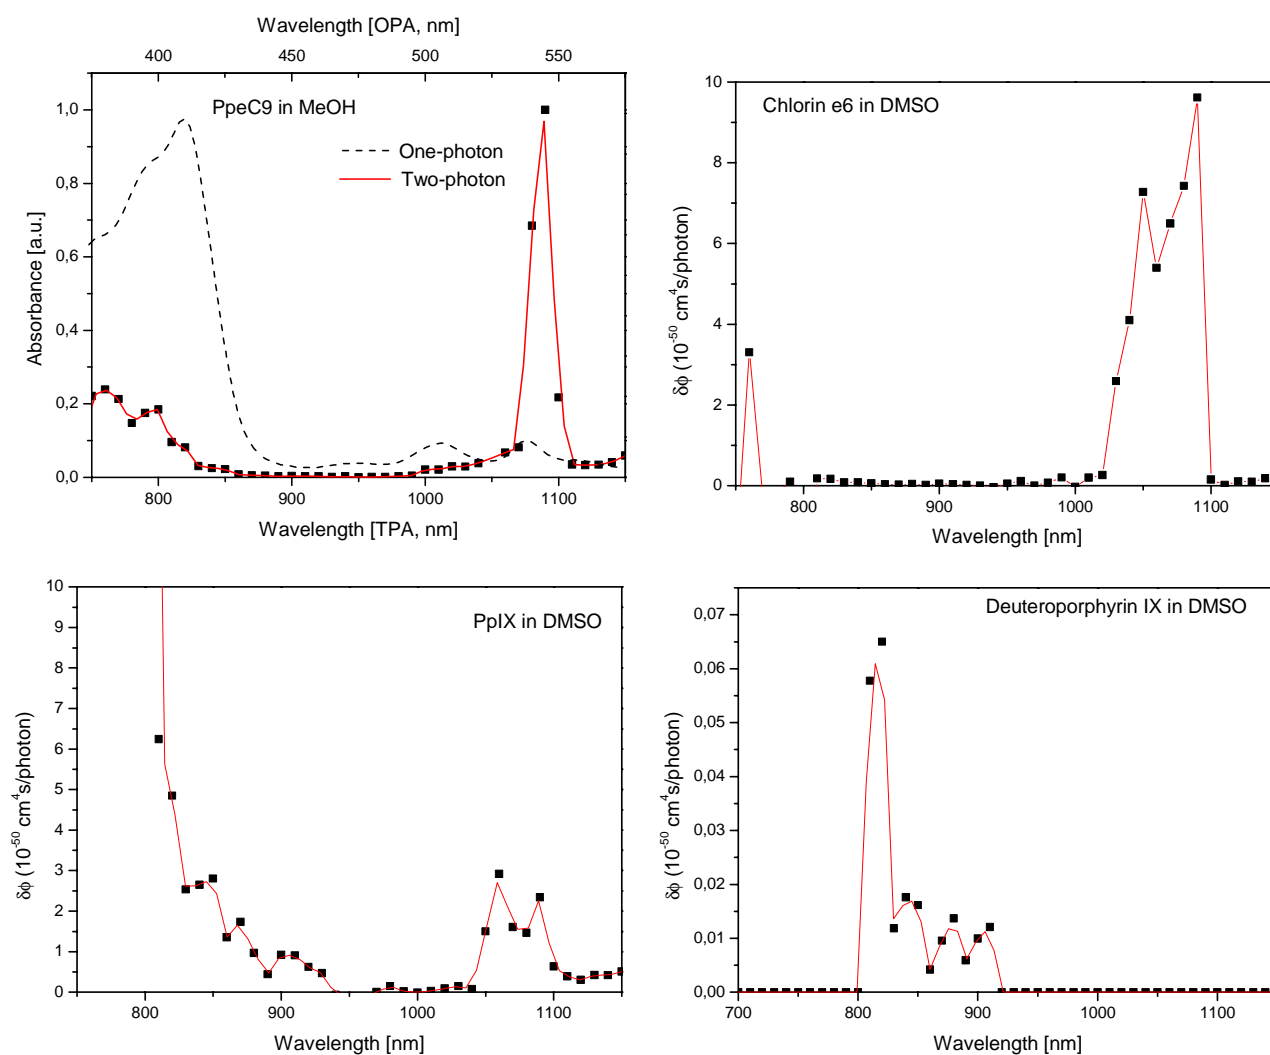 Wavelength [OPA, nm]
400 450 500 550
PpeC9 in MeOH
One-photon
Two-photon
Absorbance [a.u.]
1,0
0,8
0,6
0,4
0,2
0,0
800 900 1000 1100
Wavelength [TPA, nm]
Chlorin e6 in DMSO
δϕ (10⁻⁵⁰ cm⁴s/photon)
10
8
6
4
2
0
800 900 1000 1100
Wavelength [nm]
PpIX in DMSO
δϕ (10⁻⁵⁰ cm⁴s/photon)
10
9
8
7
6
5
4
3
2
1
0
800 900 1000 1100
Wavelength [nm]
Deuteroporphyrin IX in DMSO
δϕ (10⁻⁵⁰ cm⁴s/photon)
0,07
0,06
0,05
0,04
0,03
0,02
0,01
0,00
700 800 900 1000 1100
Wavelength [nm]